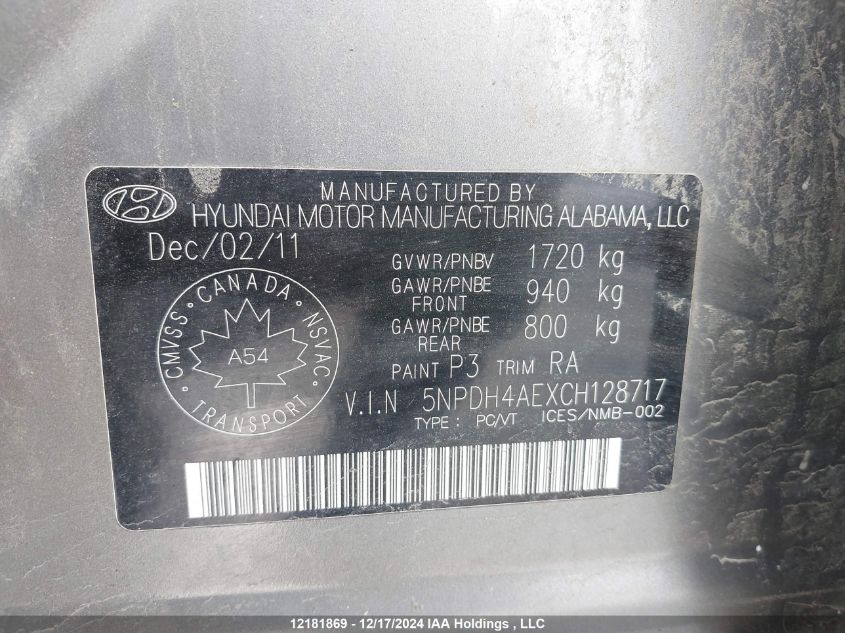 MANUFACTURED BY
HYUNDAI MOTOR MANUFACTURING ALABAMA, LLC
Dec/02/11
GVWR/PNBV 1720 kg
GAWR/PNBE FRONT 940 kg
GAWR/PNBE REAR 800 kg
PAINT P3 TRIM RA
V.I.N 5NPDH4AEXCH128717
TYPE : PC/VT ICES/NMB-002
CANADA
CMVSS NSVAC
A54
TRANSPORT
12181869 - 12/17/2024 IAA Holdings , LLC